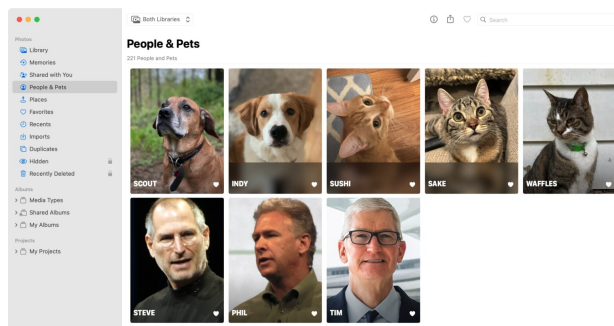 Both Libraries
Search
Photos
Library
Memories
Shared with You
People & Pets
Places
Favorites
Recents
Imports
Duplicates
Hidden
Recently Deleted
Albums
Media Types
Shared Albums
My Albums
Projects
My Projects
People & Pets
221 People and Pets
SCOUT
INDY
SUSHI
SAKE
WAFFLES
STEVE
PHIL
TIM